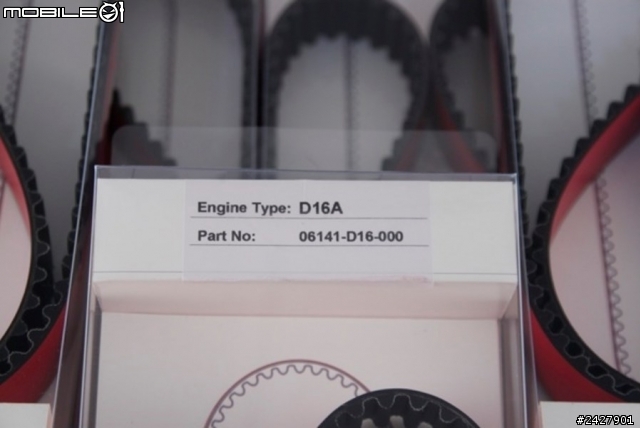 MOBILE01
Engine Type: D16A
Part No: 06141-D16-000
#2427901